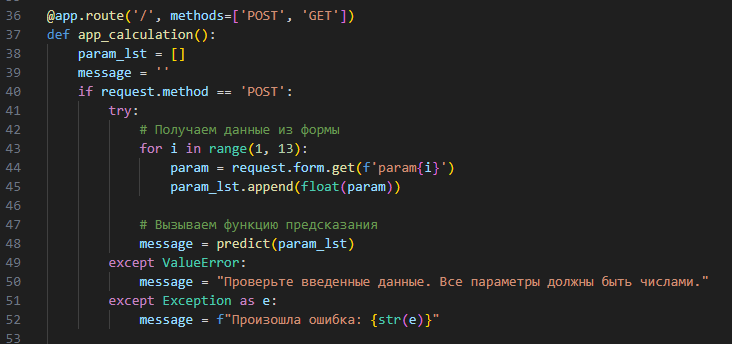 36 @app.route('/', methods=['POST', 'GET'])
37 def app_calculation():
38     param_lst = []
39     message = ''
40     if request.method == 'POST':
41         try:
42             # Получаем данные из формы
43             for i in range(1, 13):
44                 param = request.form.get(f'param{i}')
45                 param_lst.append(float(param))
46
47             # Вызываем функцию предсказания
48             message = predict(param_lst)
49         except ValueError:
50             message = "Проверьте введенные данные. Все параметры должны быть числами."
51         except Exception as e:
52             message = f"Произошла ошибка: {str(e)}"
53